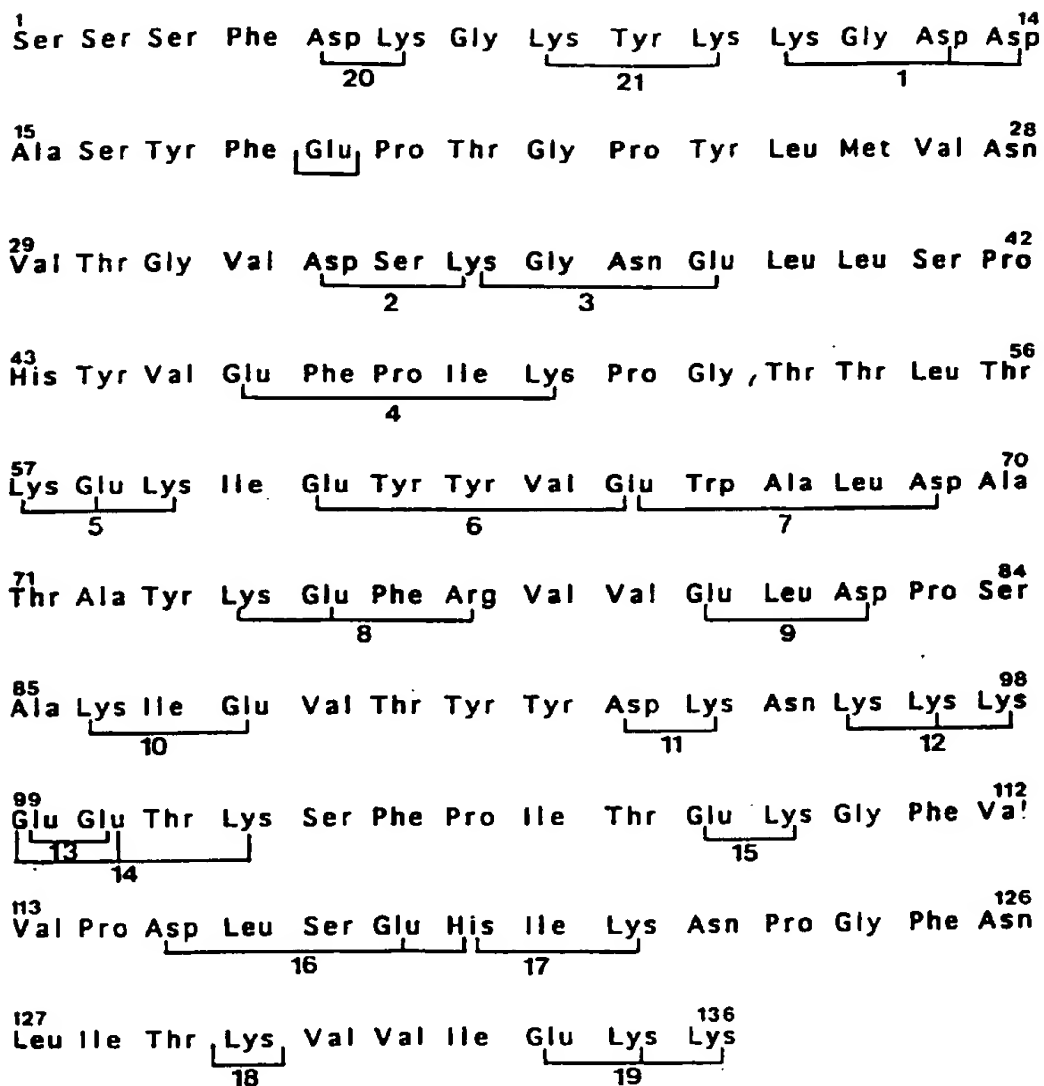 1 14
Ser Ser Ser Phe Asp Lys Gly Lys Tyr Lys Lys Gly Asp Asp
20 21 1
15 28
Ala Ser Tyr Phe Glu Pro Thr Gly Pro Tyr Leu Met Val Asn
29 42
Val Thr Gly Val Asp Ser Lys Gly Asn Glu Leu Leu Ser Pro
2 3
43 56
His Tyr Val Glu Phe Pro Ile Lys Pro Gly , Thr Thr Leu Thr
4
57 70
Lys Glu Lys Ile Glu Tyr Tyr Val Glu Trp Ala Leu Asp Ala
5 6 7
71 84
Thr Ala Tyr Lys Glu Phe Arg Val Val Glu Leu Asp Pro Ser
8 9
85 98
Ala Lys Ile Glu Val Thr Tyr Tyr Asp Lys Asn Lys Lys Lys
10 11 12
99 112
Glu Glu Thr Lys Ser Phe Pro Ile Thr Glu Lys Gly Phe Val
13 14 15
113 126
Val Pro Asp Leu Ser Glu His Ile Lys Asn Pro Gly Phe Asn
16 17
127 136
Leu Ile Thr Lys Val Val Ile Glu Lys Lys
18 19